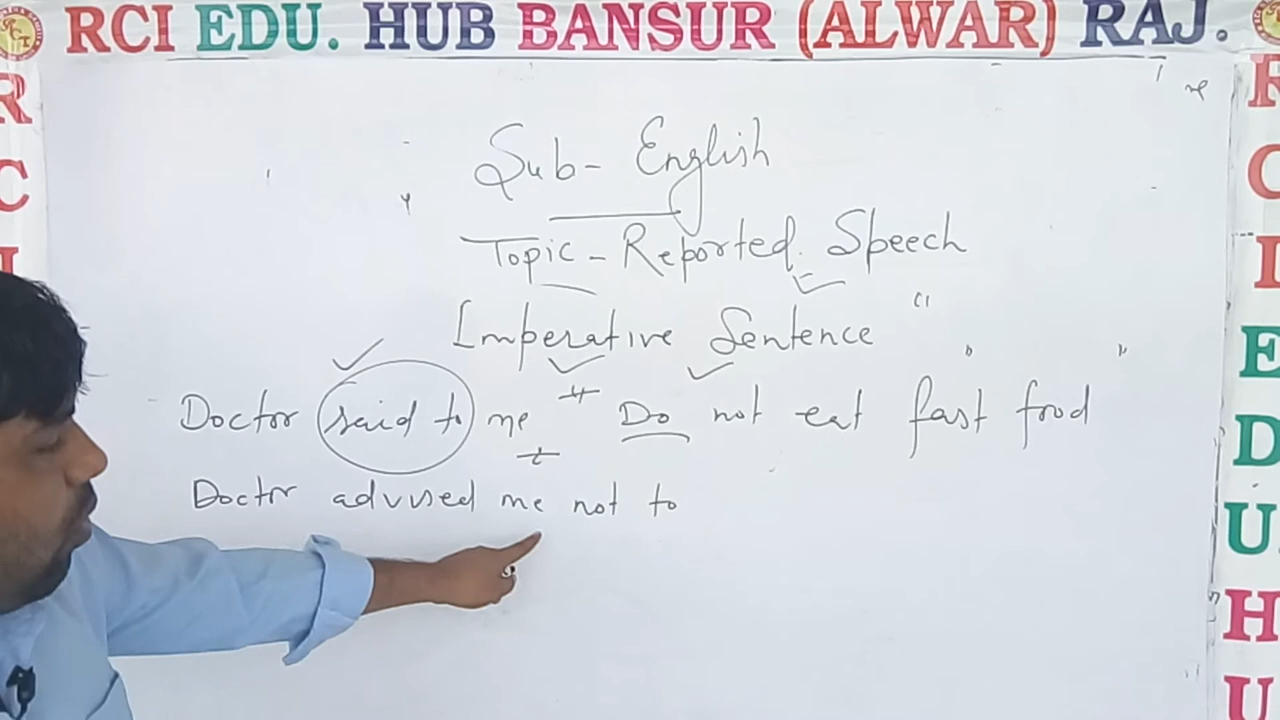 RCI EDU. HUB BANSUR (ALWAR) RAJ.
R
C
I
R
C
I
E
D
U.
H
U
Sub- English
Topic - Reported Speech
Imperative Sentence
Doctor said to me " Do not eat fast food "
Doctor advised me not to